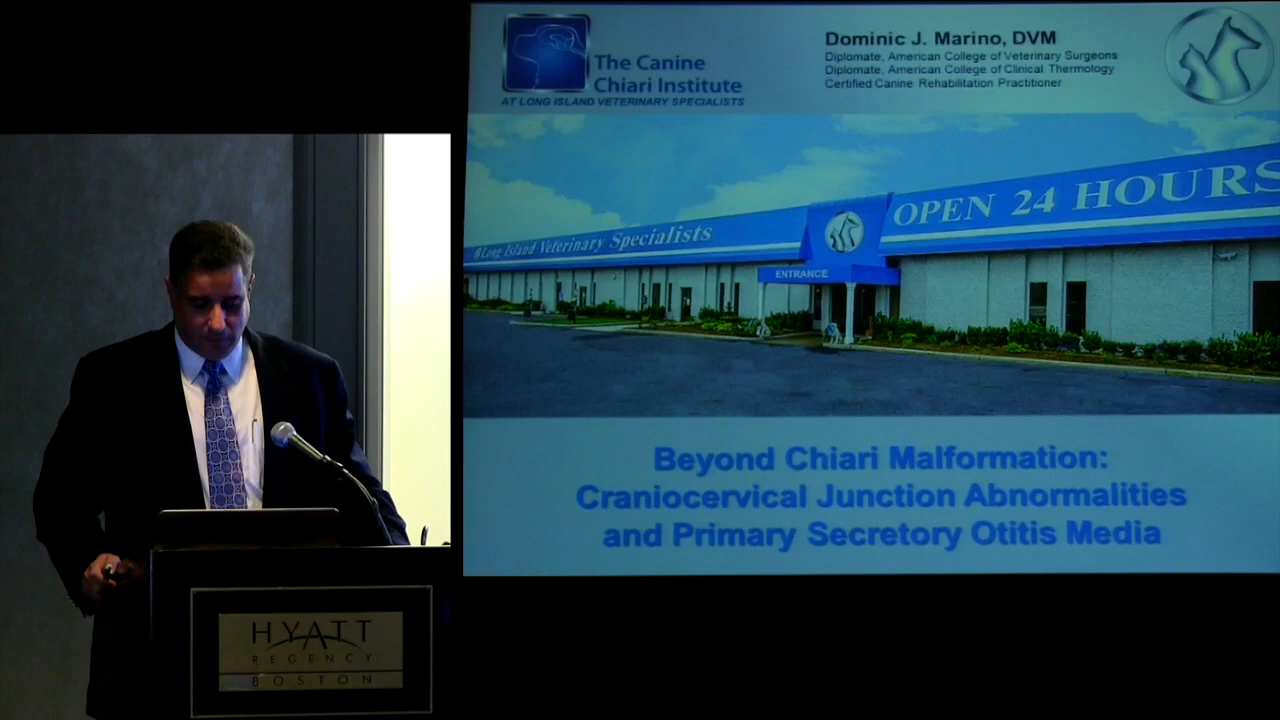 The Canine
Chiari Institute
AT LONG ISLAND VETERINARY SPECIALISTS
Dominic J. Marino, DVM
Diplomate, American College of Veterinary Surgeons
Diplomate, American College of Clinical Thermology
Certified Canine Rehabilitation Practitioner
Long Island Veterinary Specialists
OPEN 24 HOURS
ENTRANCE
Beyond Chiari Malformation:
Craniocervical Junction Abnormalities
and Primary Secretory Otitis Media
HYATT
REGENCY
BOSTON